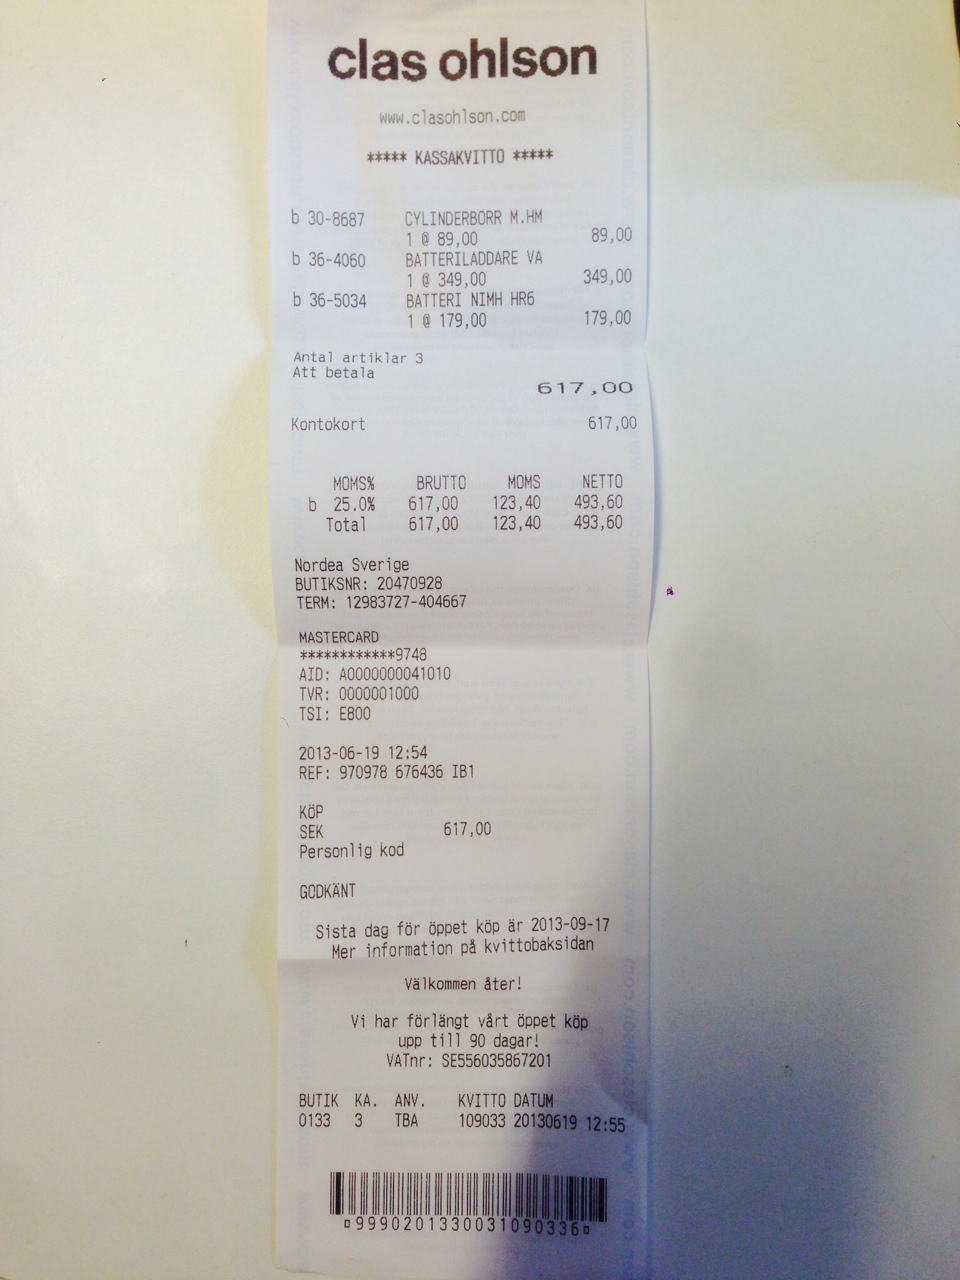 clas ohlson
www.clasohlson.com
***** KASSAKVITTO *****
b 30-8687 CYLINDERBORR M.HM
1 @ 89,00 89,00
b 36-4060 BATTERILADDARE VA
1 @ 349,00 349,00
b 36-5034 BATTERI NIMH HR6
1 @ 179,00 179,00
Antal artiklar 3
Att betala
617,00
Kontokort 617,00
MOMS% BRUTTO MOMS NETTO
b 25.0% 617,00 123,40 493,60
Total 617,00 123,40 493,60
Nordea Sverige
BUTIKSNR: 20470928
TERM: 12983727-404667
MASTERCARD
************9748
AID: A0000000041010
TVR: 0000001000
TSI: E800
2013-06-19 12:54
REF: 970978 676436 IB1
KÖP
SEK 617,00
Personlig kod
GODKÄNT
Sista dag för öppet köp är 2013-09-17
Mer information på kvittobaksidan
Välkommen åter!
Vi har förlängt vårt öppet köp
upp till 90 dagar!
VATnr: SE556035867201
BUTIK KA. ANV. KVITTO DATUM
0133 3 TBA 109033 20130619 12:55
¤9990201330031090336¤